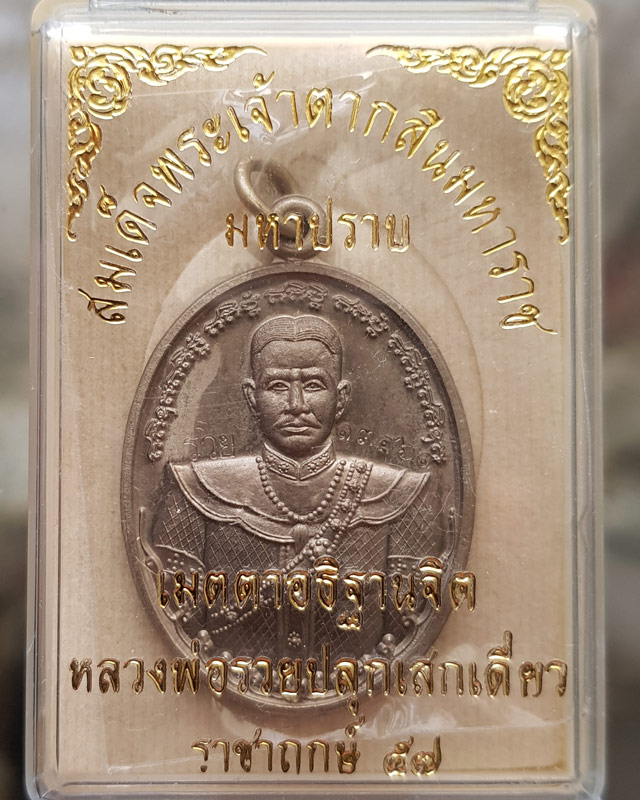 สมเด็จพระเจ้าตากสินมหาราช
มหาปราบ
รวย
เมตตาอธิฐานจิต
หลวงพ่อรวยปลุกเสกเดี่ยว
ราชาฤกษ์ ๕๗